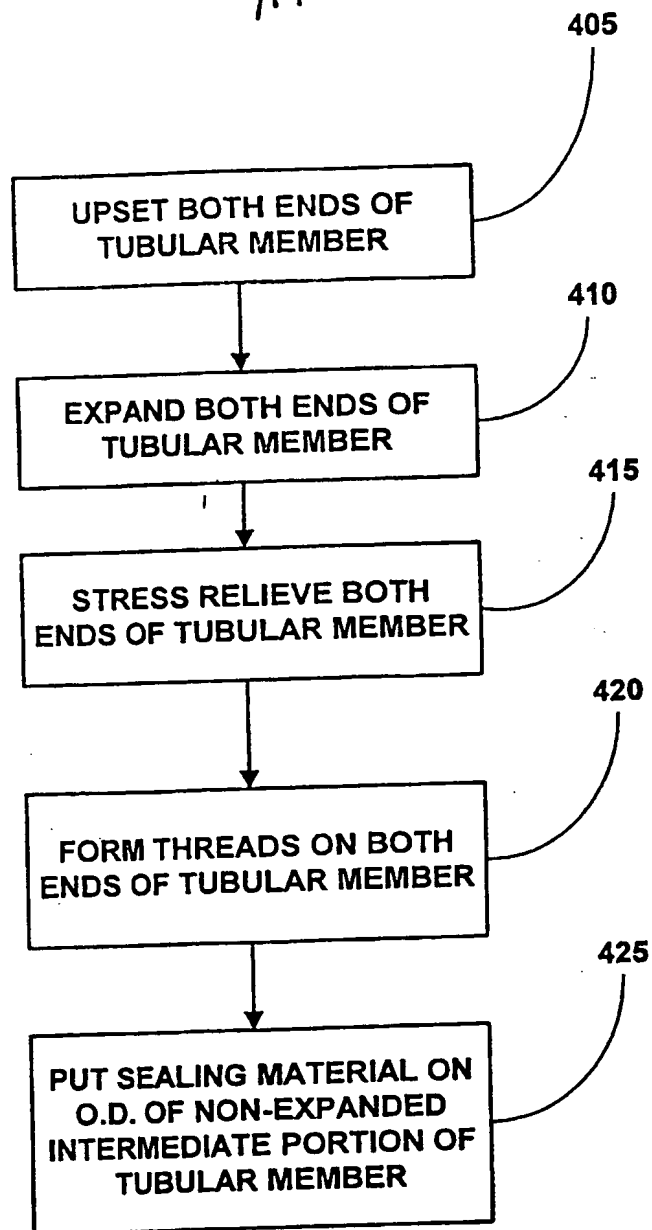 405
UPSET BOTH ENDS OF
TUBULAR MEMBER
410
EXPAND BOTH ENDS OF
TUBULAR MEMBER
415
STRESS RELIEVE BOTH
ENDS OF TUBULAR MEMBER
420
FORM THREADS ON BOTH
ENDS OF TUBULAR MEMBER
425
PUT SEALING MATERIAL ON
O.D. OF NON-EXPANDED
INTERMEDIATE PORTION OF
TUBULAR MEMBER